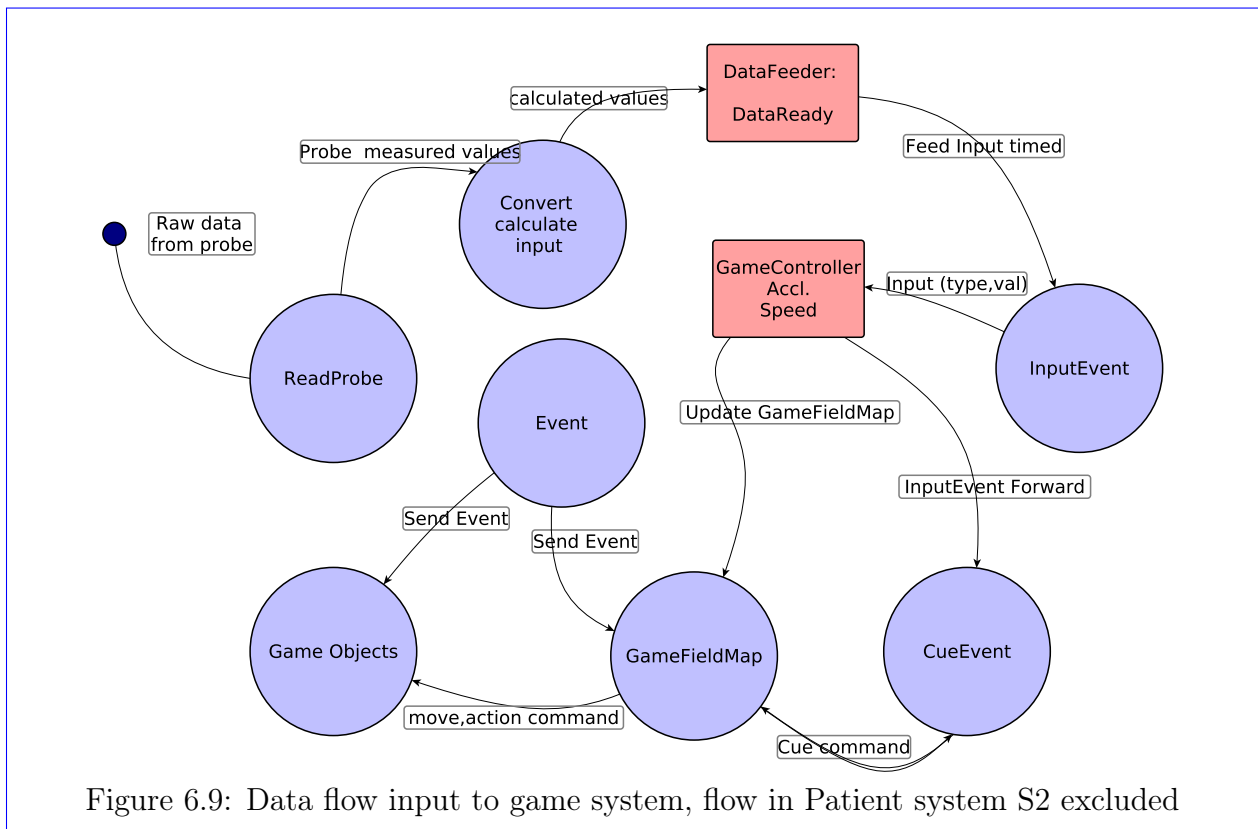 DataFeeder:
DataReady
calculated values
Feed Input timed
Probe measured values
Convert
calculate
input
Raw data
from probe
GameController
Accl.
Speed
Input (type,val)
InputEvent
ReadProbe
Event
Update GameFieldMap
InputEvent Forward
Send Event
Send Event
Game Objects
GameFieldMap
CueEvent
move,action command
Cue command
Figure 6.9: Data flow input to game system, flow in Patient system S2 excluded